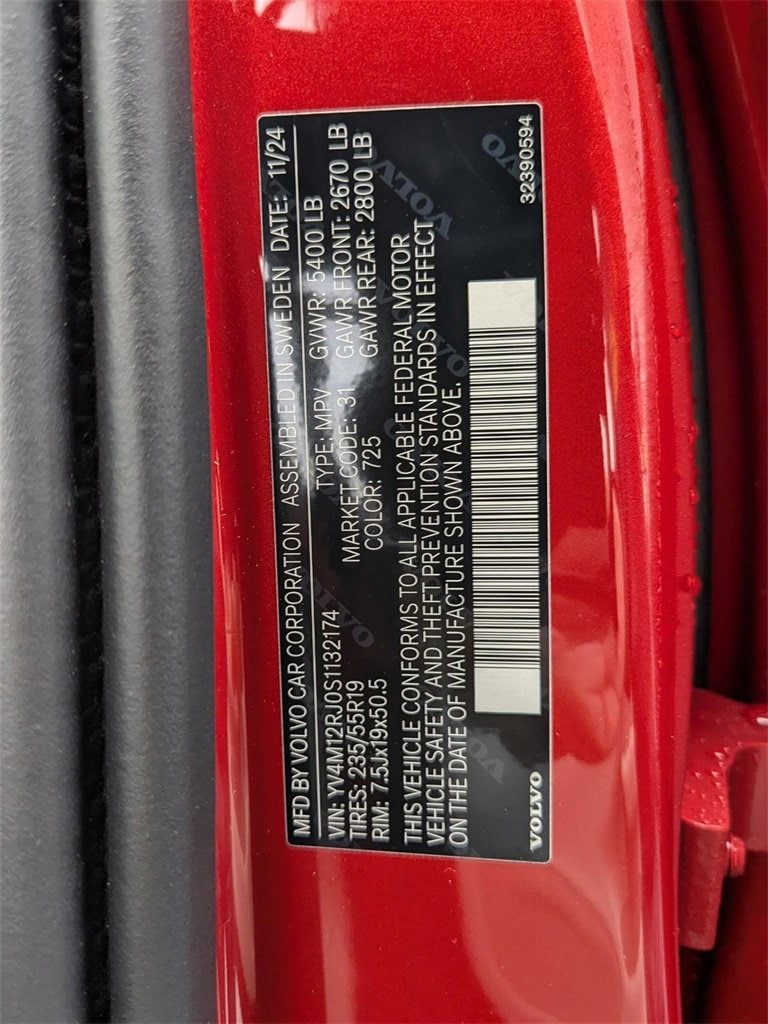 MFD BY VOLVO CAR CORPORATION ASSEMBLED IN SWEDEN DATE: 11/24
VIN: YV4M12RJ0S1132174 TYPE: MPV GVWR: 5400 LB
TIRES: 235/55R19 MARKET CODE: 31 GAWR FRONT: 2670 LB
RIM: 7.5Jx19x50.5 COLOR: 725 GAWR REAR: 2800 LB
THIS VEHICLE CONFORMS TO ALL APPLICABLE FEDERAL MOTOR
VEHICLE SAFETY AND THEFT PREVENTION STANDARDS IN EFFECT
ON THE DATE OF MANUFACTURE SHOWN ABOVE.
VOLVO
32390594